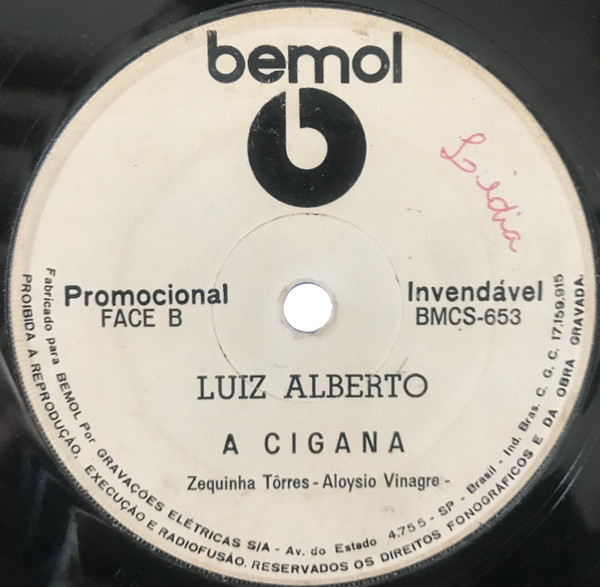 bemol
Lidia
Promocional
FACE B
Invendável
BMCS-653
LUIZ ALBERTO
A CIGANA
Zequinha Tôrres - Aloysio Vinagre -
Fabricado para BEMOL Por GRAVAÇÕES ELÉTRICAS S/A - Av. do Estado 4.755 - SP - Brasil - Ind. Bras. C. G. C. 17.159.915
PROIBIDA A REPRODUÇÃO, EXECUÇÃO E RADIOFUSÃO. RESERVADOS OS DIREITOS FONOGRÁFICOS E DA OBRA GRAVADA.